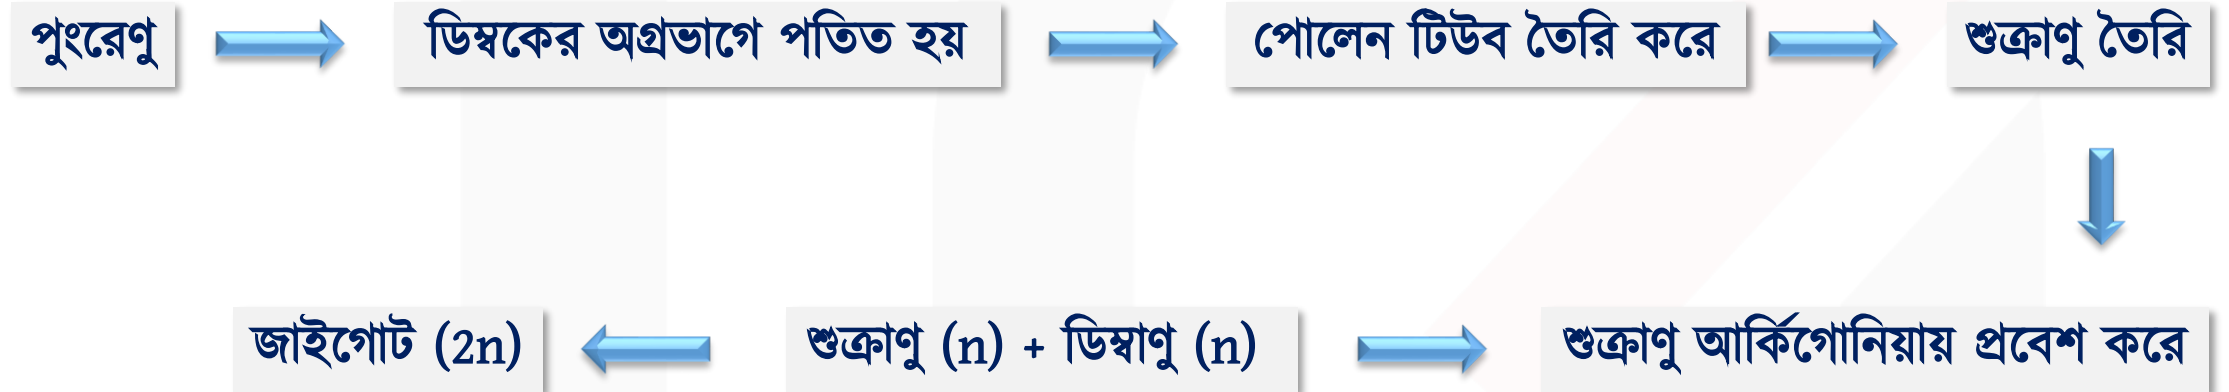 পুংরেণু ডিম্বকের অগ্রভাগে পতিত হয় পোলেন টিউব তৈরি করে শুক্রাণু তৈরি
জাইগোট (2n) শুক্রাণু (n) + ডিম্বাণু (n) শুক্রাণু আর্কিগোনিয়ায় প্রবেশ করে